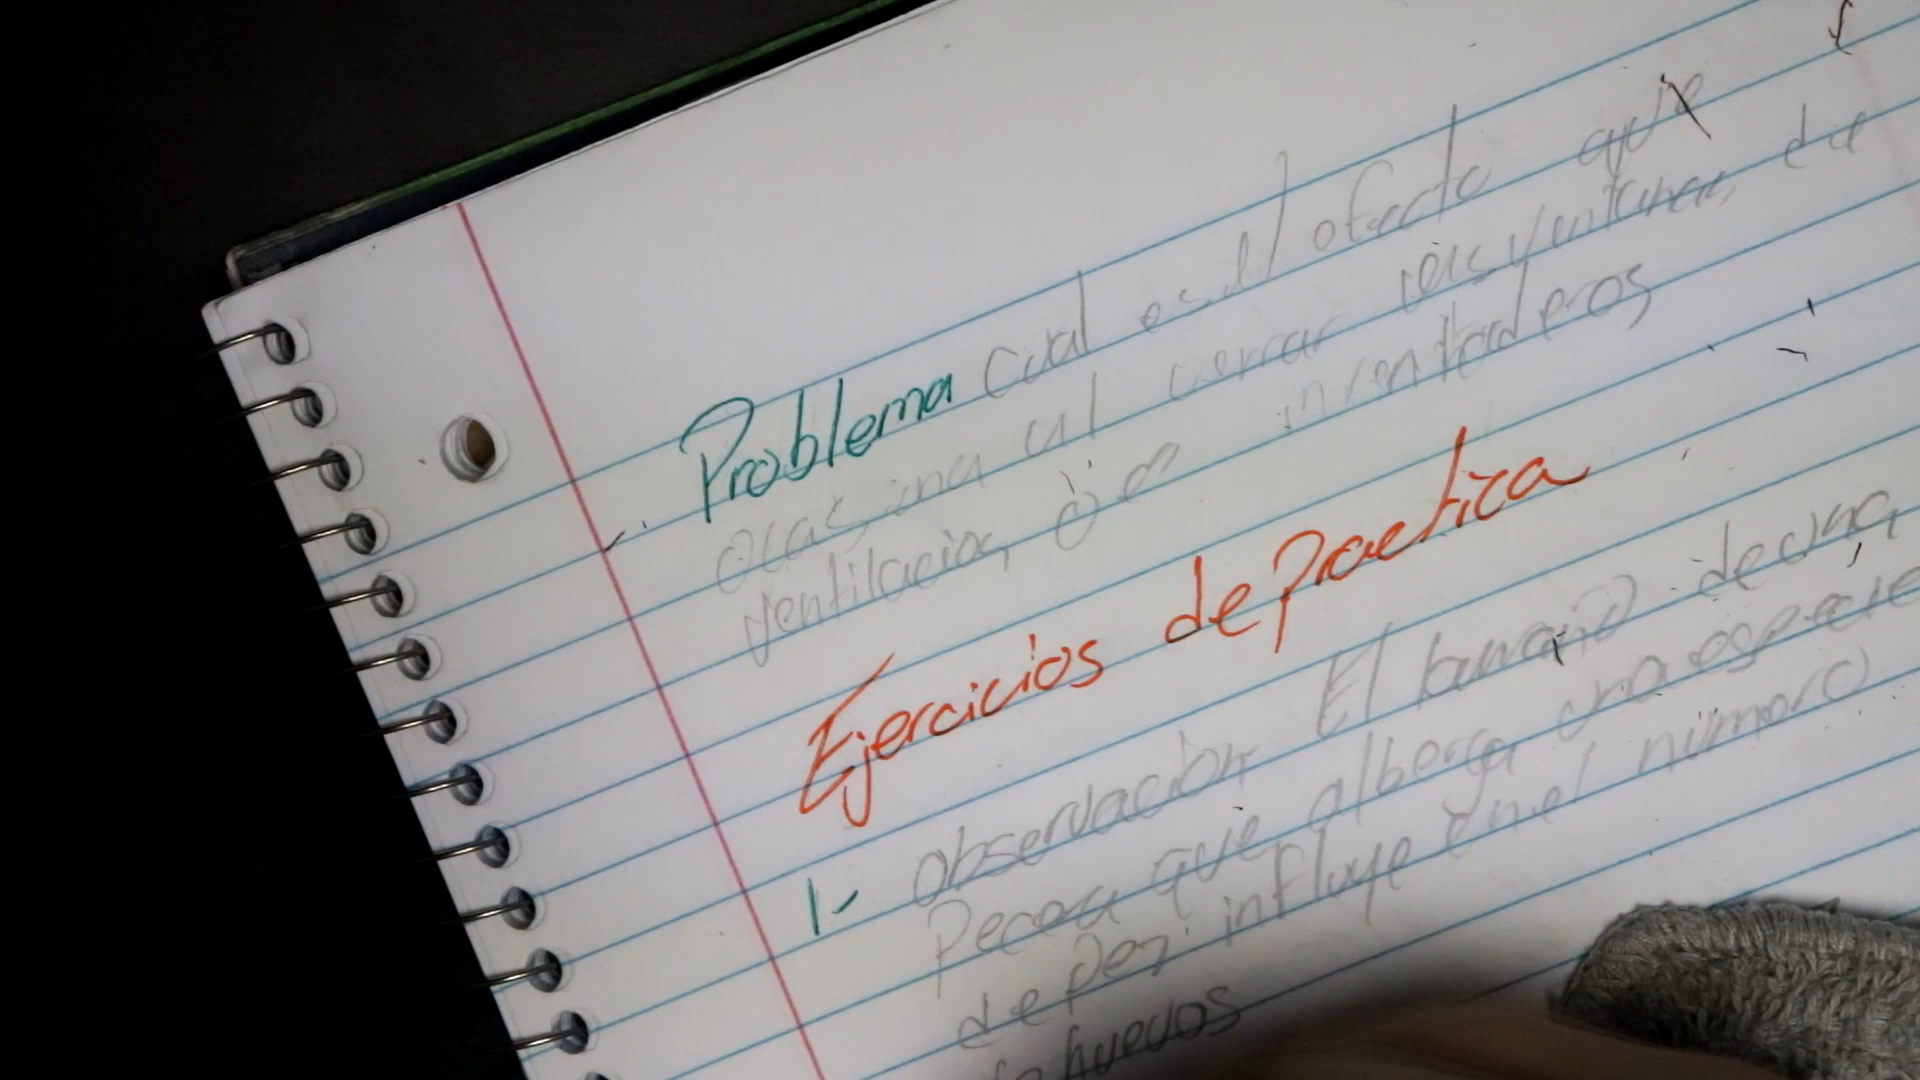 Problema Cual es el efecto que
ocasiona al cerrar las ventanas de
ventilacion ó en inventaderos
Ejercicios de Practica
1- observacion El tamaño de una
Pecera que alberga una especie
de Pez influye en el número
de huevos